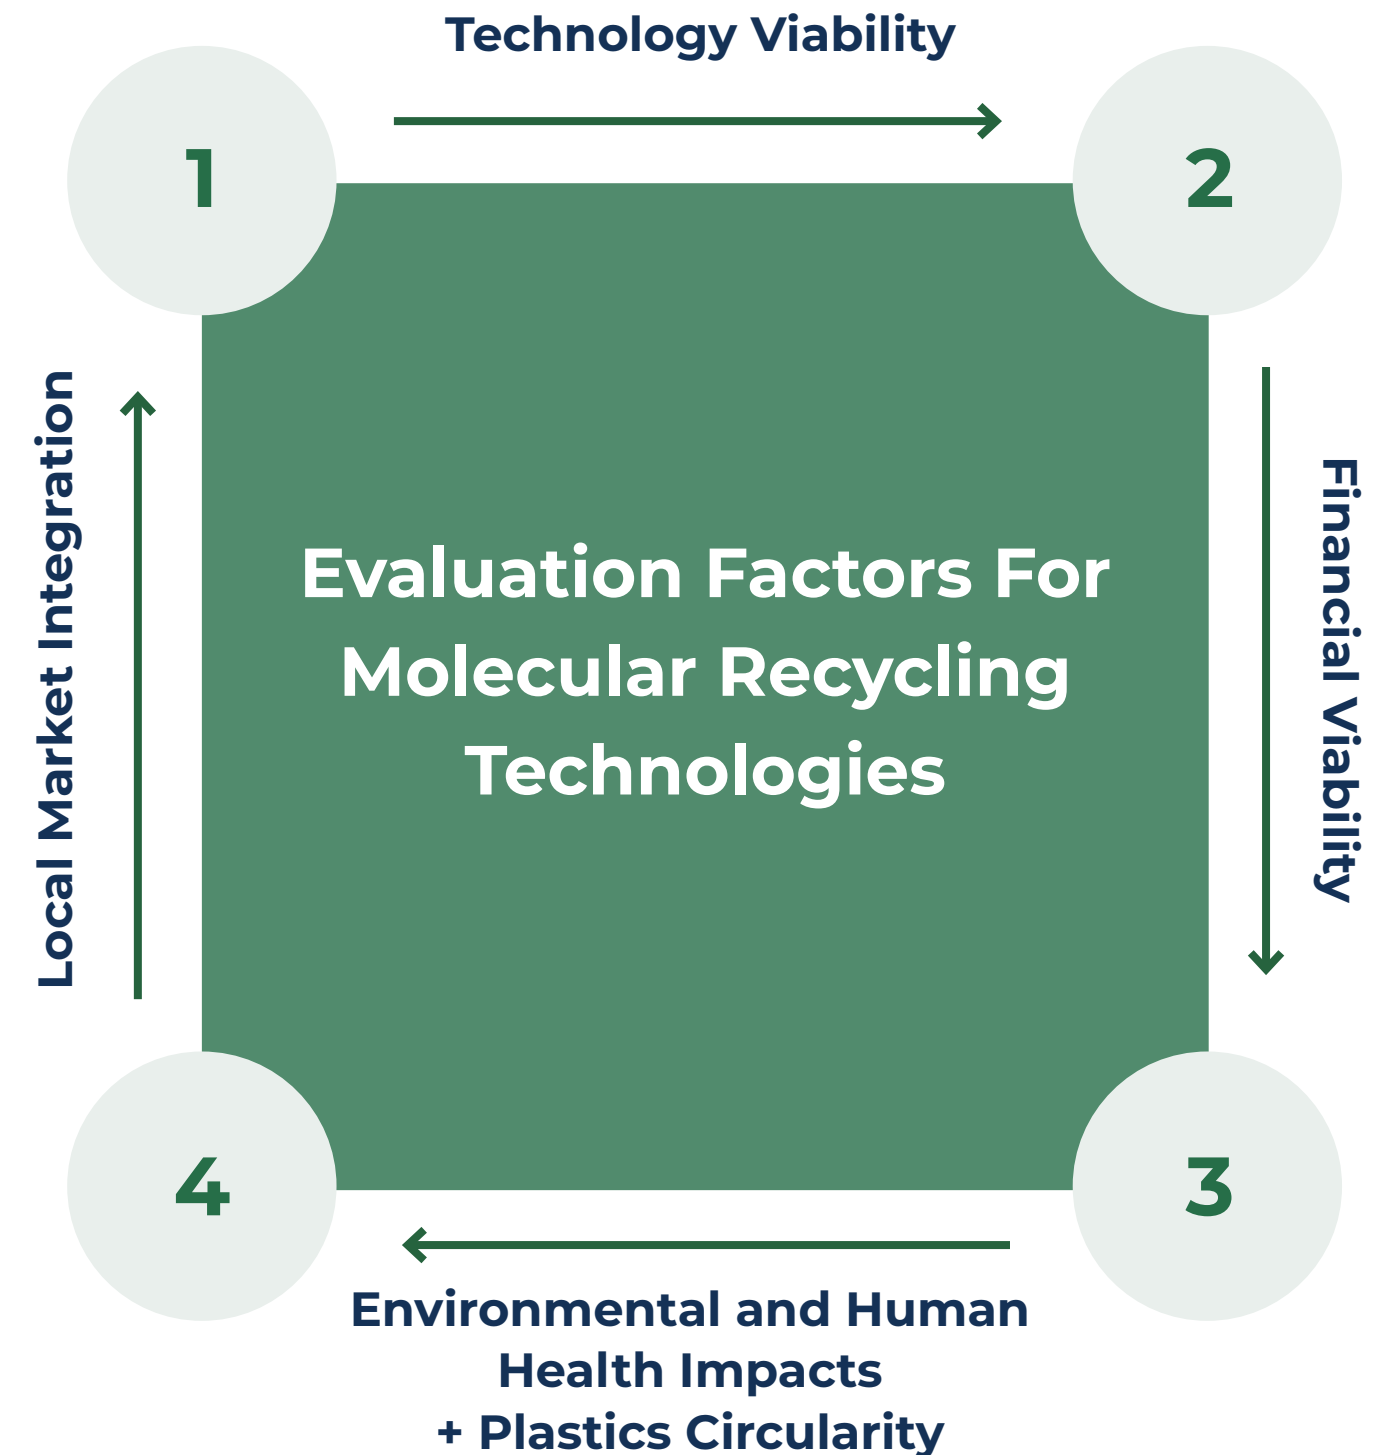 Technology Viability
1
2
Local Market Integration
Evaluation Factors For
Molecular Recycling
Technologies
Financial Viability
4
3
Environmental and Human
Health Impacts
+ Plastics Circularity